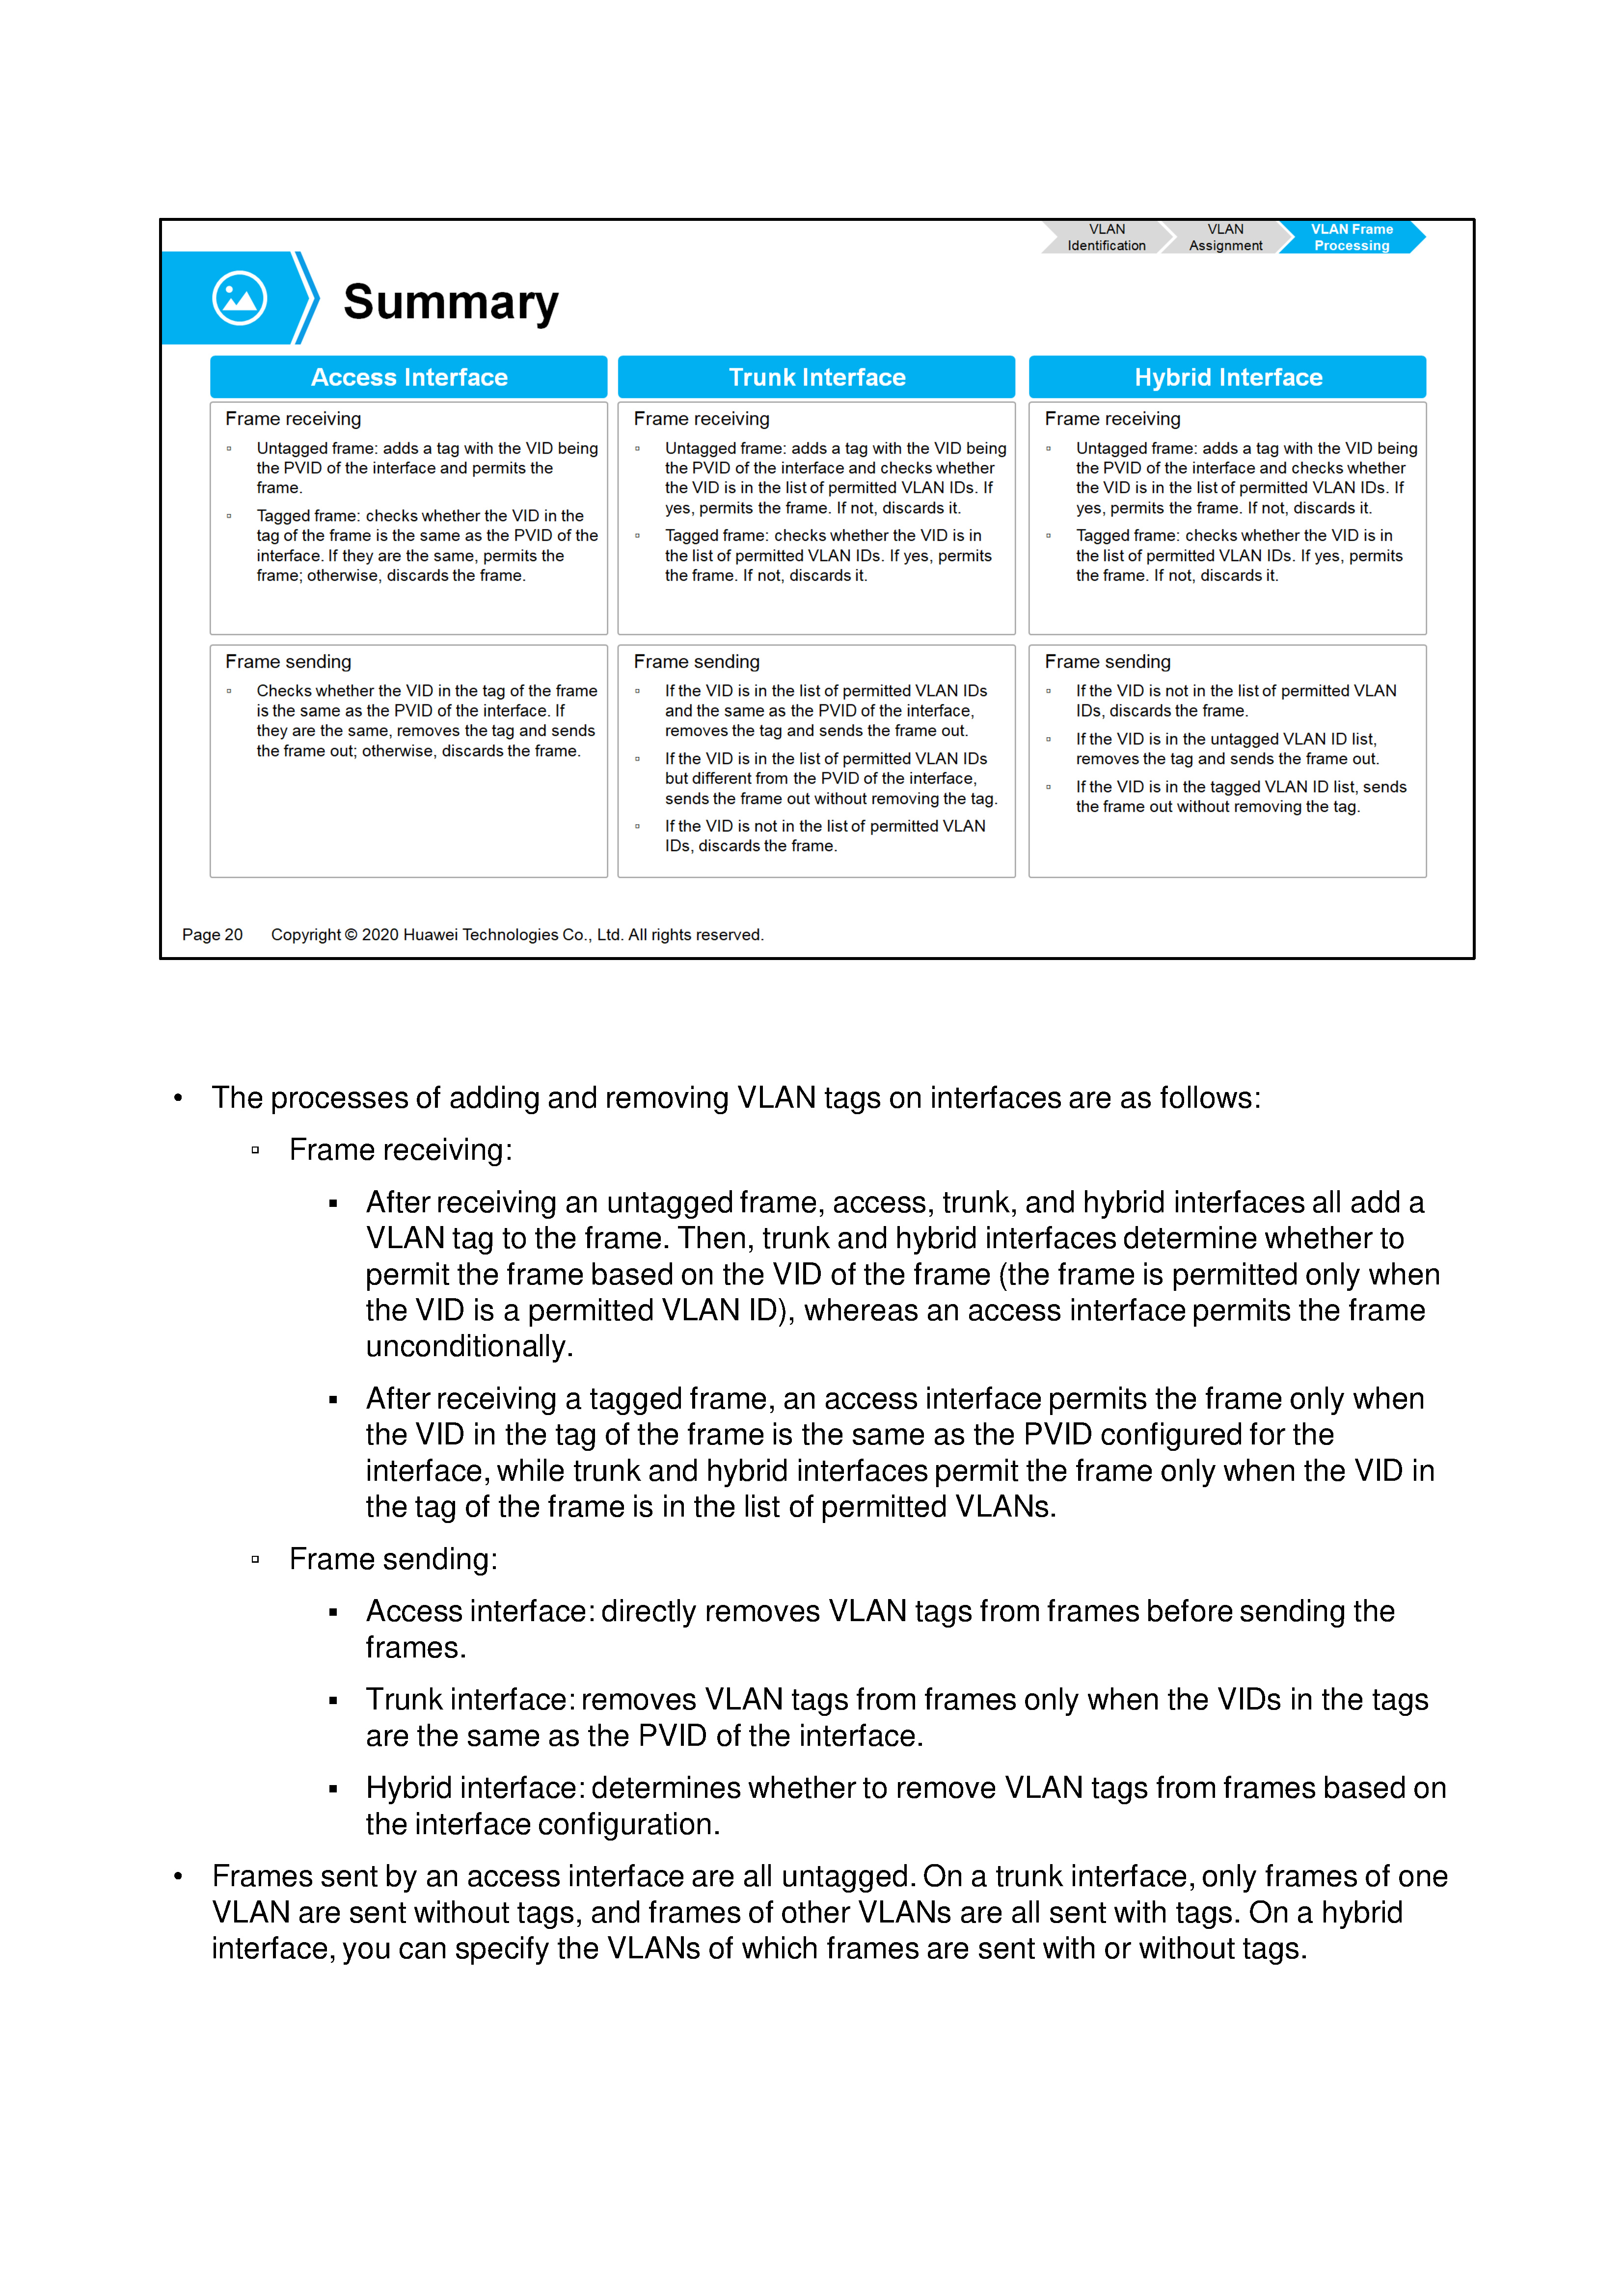 VLAN
Identification
VLAN
Assignment
VLAN Frame
Processing
Summary
Access Interface
Frame receiving
▫ Untagged frame: adds a tag with the VID being
the PVID of the interface and permits the
frame.
▫ Tagged frame: checks whether the VID in the
tag of the frame is the same as the PVID of the
interface. If they are the same, permits the
frame; otherwise, discards the frame.
Frame sending
▫ Checks whether the VID in the tag of the frame
is the same as the PVID of the interface. If
they are the same, removes the tag and sends
the frame out; otherwise, discards the frame.
Trunk Interface
Frame receiving
▫ Untagged frame: adds a tag with the VID being
the PVID of the interface and checks whether
the VID is in the list of permitted VLAN IDs. If
yes, permits the frame. If not, discards it.
▫ Tagged frame: checks whether the VID is in
the list of permitted VLAN IDs. If yes, permits
the frame. If not, discards it.
Frame sending
▫ If the VID is in the list of permitted VLAN IDs
and the same as the PVID of the interface,
removes the tag and sends the frame out.
▫ If the VID is in the list of permitted VLAN IDs
but different from the PVID of the interface,
sends the frame out without removing the tag.
▫ If the VID is not in the list of permitted VLAN
IDs, discards the frame.
Hybrid Interface
Frame receiving
▫ Untagged frame: adds a tag with the VID being
the PVID of the interface and checks whether
the VID is in the list of permitted VLAN IDs. If
yes, permits the frame. If not, discards it.
▫ Tagged frame: checks whether the VID is in
the list of permitted VLAN IDs. If yes, permits
the frame. If not, discards it.
Frame sending
▫ If the VID is not in the list of permitted VLAN
IDs, discards the frame.
▫ If the VID is in the untagged VLAN ID list,
removes the tag and sends the frame out.
▫ If the VID is in the tagged VLAN ID list, sends
the frame out without removing the tag.
Page 20 Copyright © 2020 Huawei Technologies Co., Ltd. All rights reserved.
• The processes of adding and removing VLAN tags on interfaces are as follows:
▫ Frame receiving:
▪ After receiving an untagged frame, access, trunk, and hybrid interfaces all add a
VLAN tag to the frame. Then, trunk and hybrid interfaces determine whether to
permit the frame based on the VID of the frame (the frame is permitted only when
the VID is a permitted VLAN ID), whereas an access interface permits the frame
unconditionally.
▪ After receiving a tagged frame, an access interface permits the frame only when
the VID in the tag of the frame is the same as the PVID configured for the
interface, while trunk and hybrid interfaces permit the frame only when the VID in
the tag of the frame is in the list of permitted VLANs.
▫ Frame sending:
▪ Access interface: directly removes VLAN tags from frames before sending the
frames.
▪ Trunk interface: removes VLAN tags from frames only when the VIDs in the tags
are the same as the PVID of the interface.
▪ Hybrid interface: determines whether to remove VLAN tags from frames based on
the interface configuration.
• Frames sent by an access interface are all untagged. On a trunk interface, only frames of one
VLAN are sent without tags, and frames of other VLANs are all sent with tags. On a hybrid
interface, you can specify the VLANs of which frames are sent with or without tags.